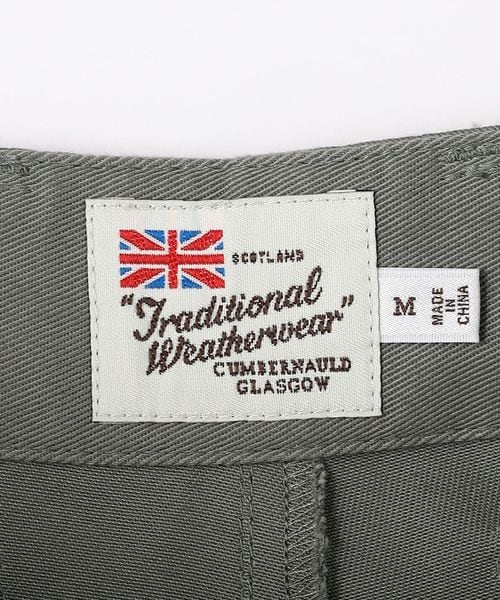 SCOTLAND
"Traditional
Weatherwear"
CUMBERNAULD
GLASGOW
M
MADE
IN
CHINA